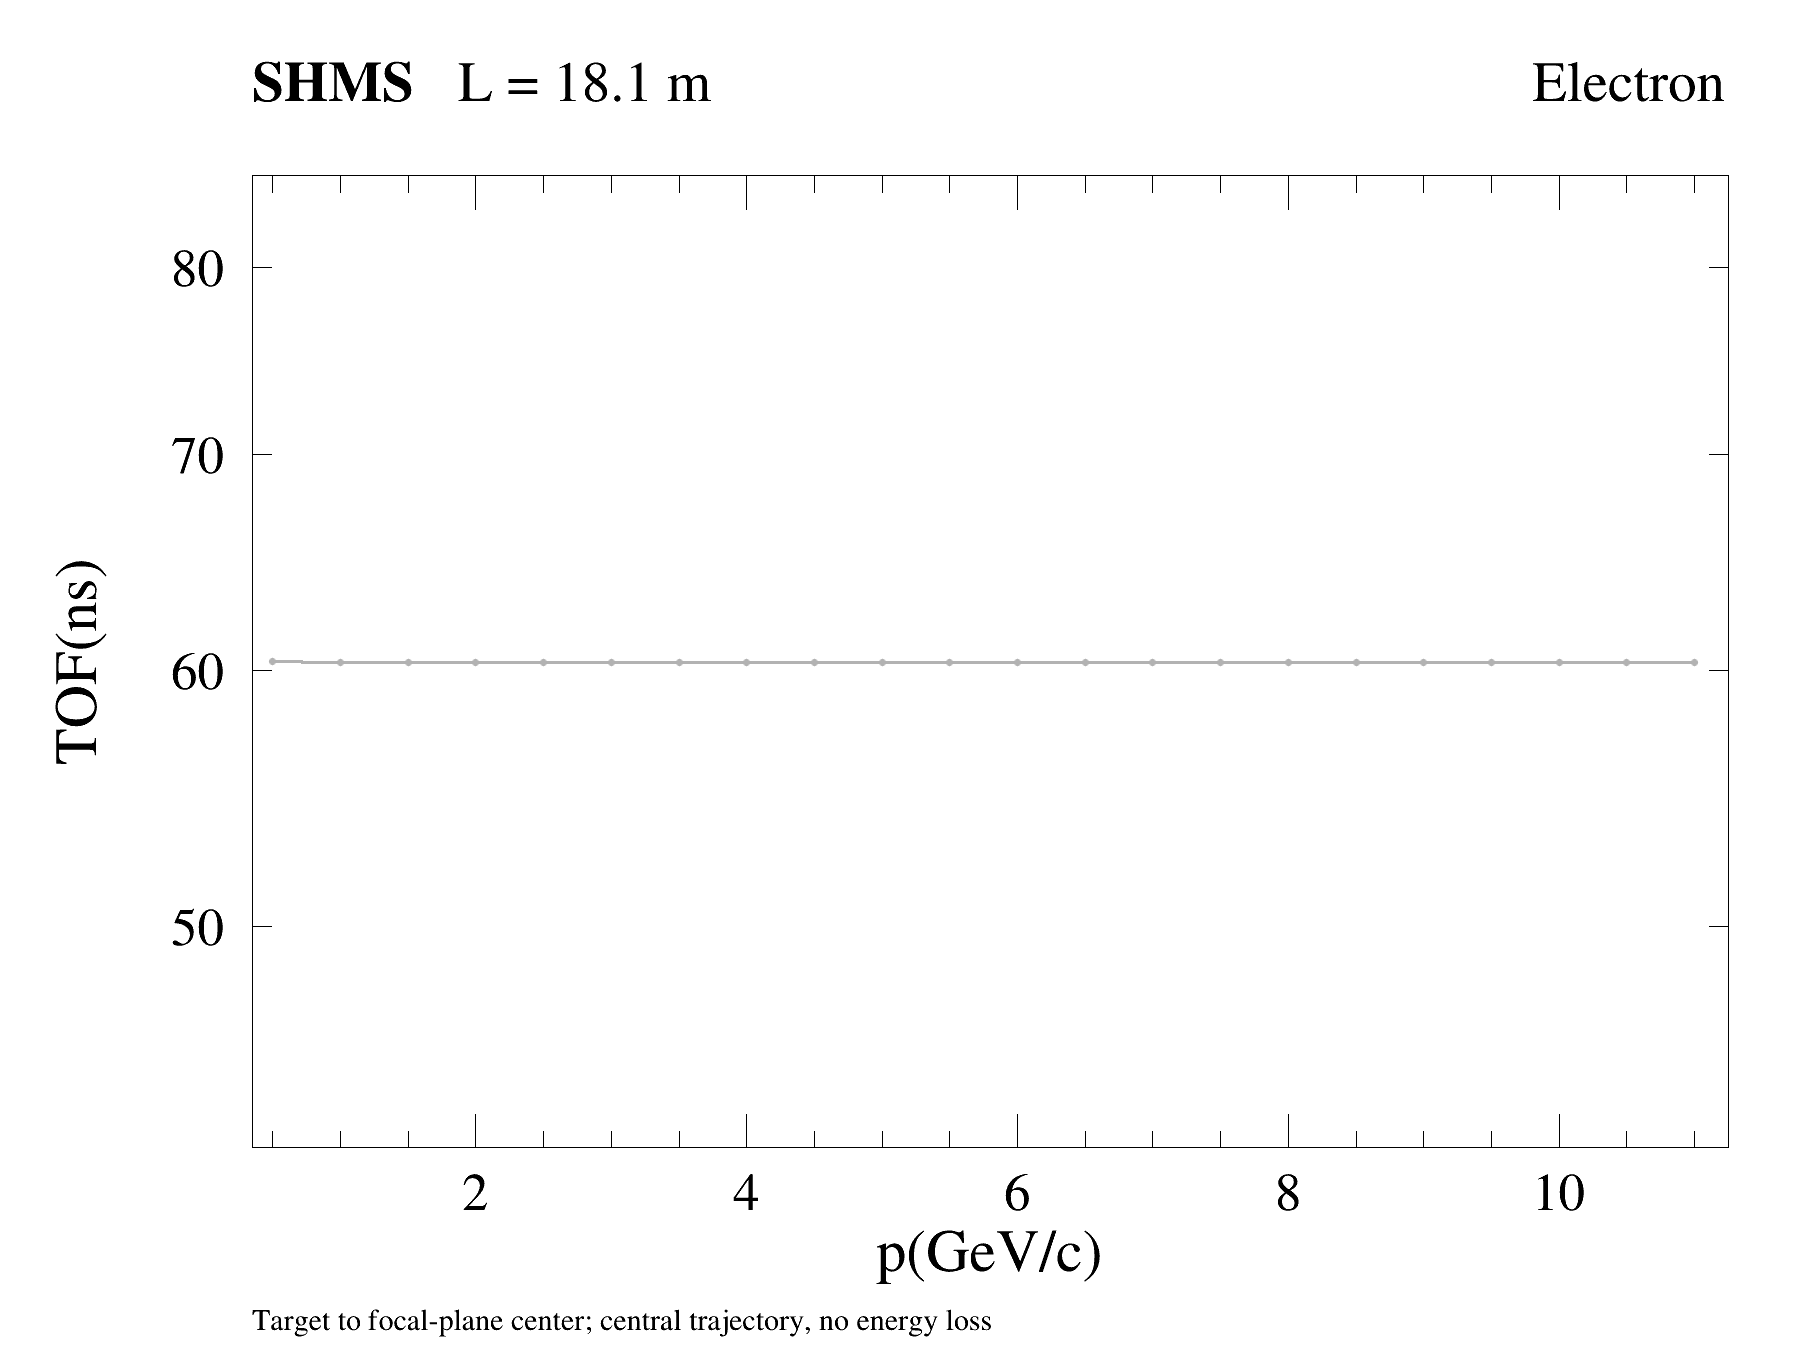 SHMS L = 18.1 m
Electron
80
70
60
50
TOF(ns)
2 4 6 8 10
p(GeV/c)
Target to focal-plane center; central trajectory, no energy loss